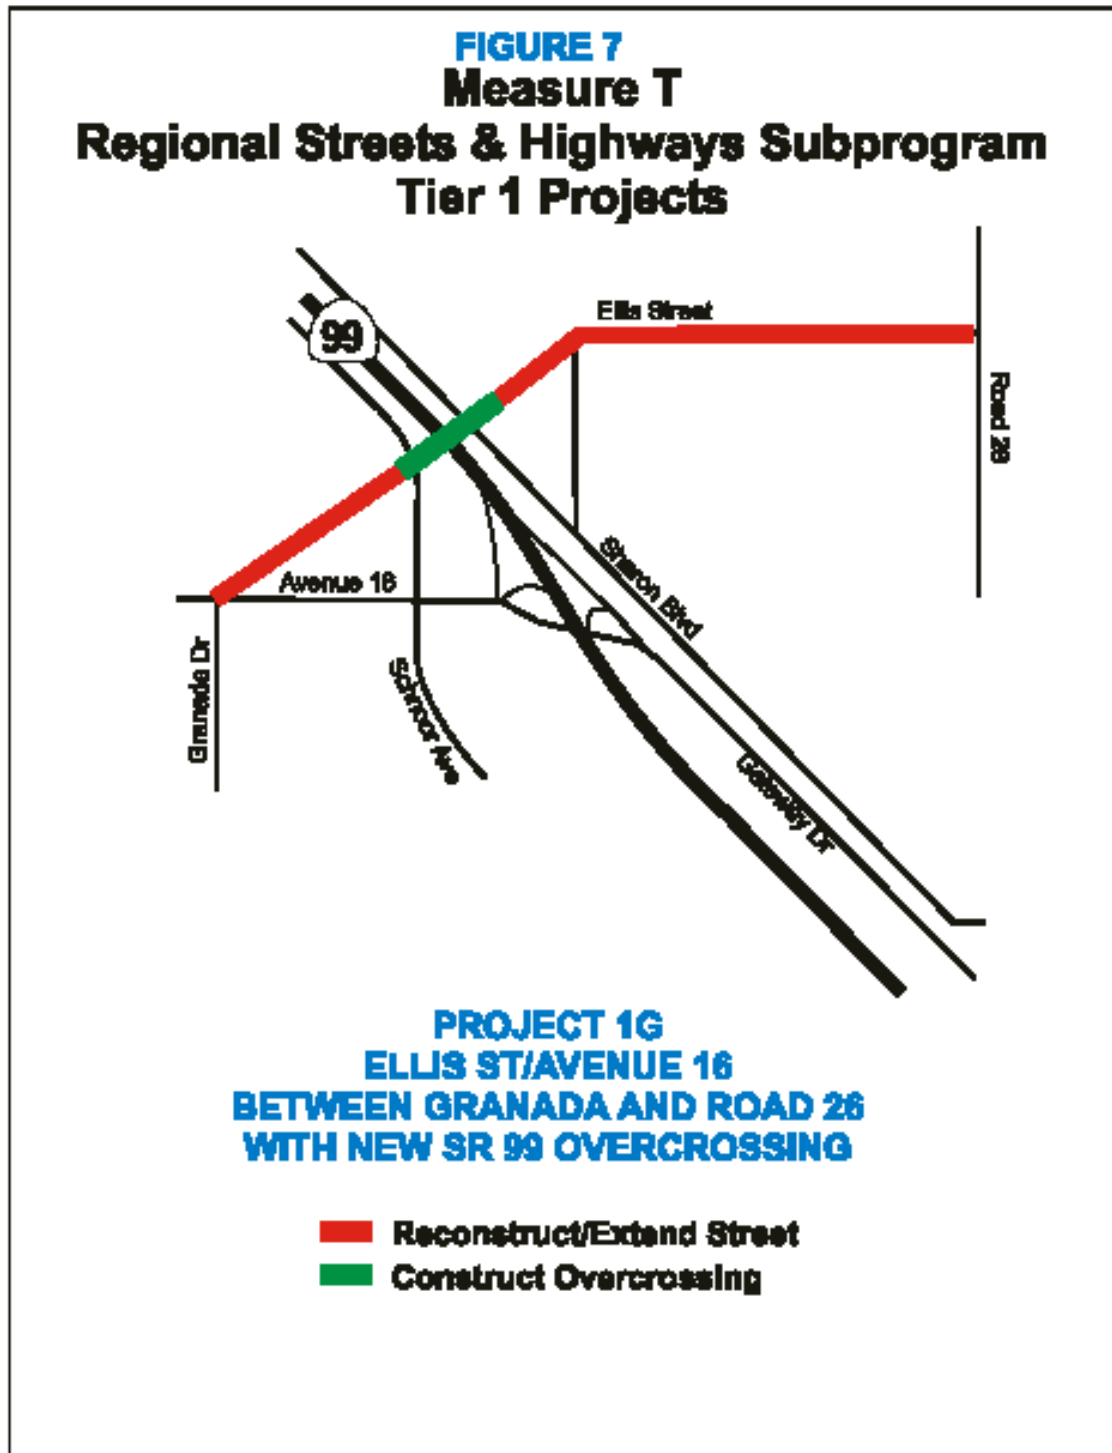 FIGURE 7
Measure T
Regional Streets & Highways Subprogram
Tier 1 Projects
Ellis Street
99
Road 26
Avenue 16
Sharon Blvd
Granada Dr
Schnoor Ave
Gateway Dr
PROJECT 1G
ELLIS ST/AVENUE 16
BETWEEN GRANADA AND ROAD 26
WITH NEW SR 99 OVERCROSSING
Reconstruct/Extend Street
Construct Overcrossing